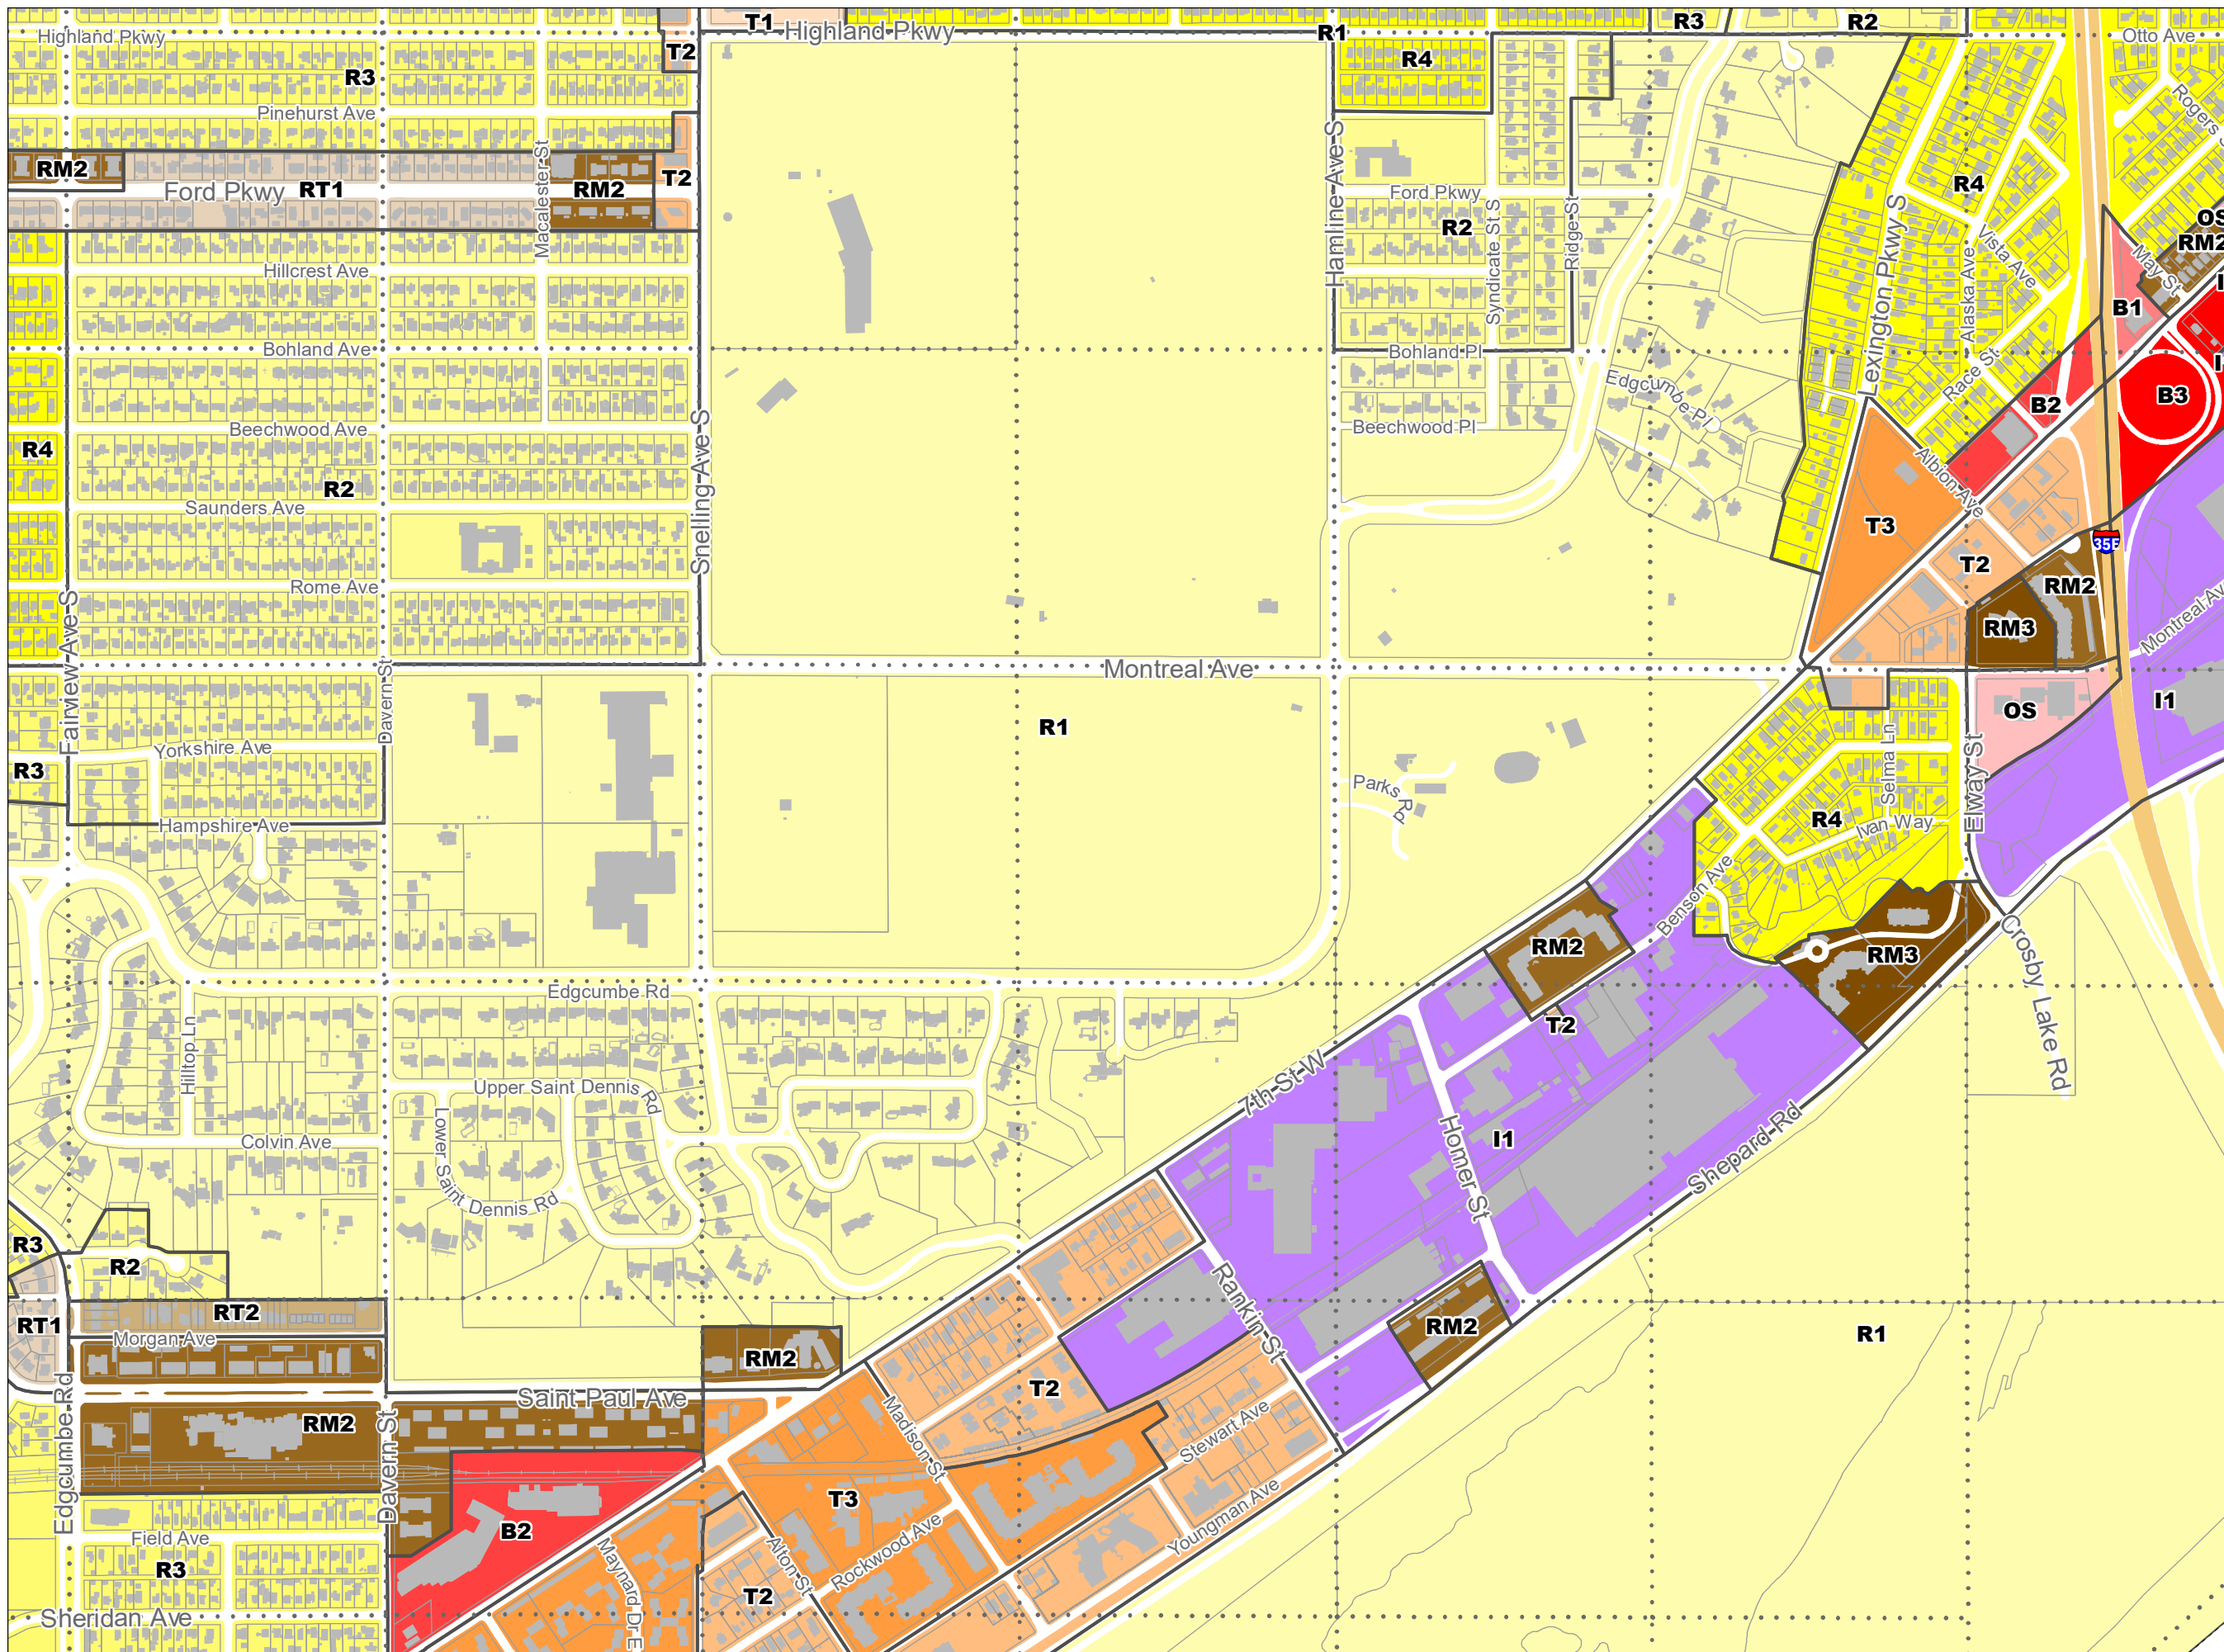 T1
Highland Pkwy
R1
R3
R2
Otto Ave
Highland Pkwy
T2
R4
R3
Pinehurst Ave
Macalester St
RM2
Ford Pkwy
RT1
RM2
T2
Hamline Ave S
Ford Pkwy
R2
Syndicate St S
Ridge St
Lexington Pkwy S
R4
Vista Ave
Alaska Ave
Rogers
OS
RM2
May St
B1
Hillcrest Ave
Bohland Ave
Bohland Pl
Edgcumbe Pl
Race St
B2
B3
Beechwood Ave
Beechwood Pl
R4
R2
Snelling Ave S
Albion Ave
Saunders Ave
T3
35E
T2
RM2
Rome Ave
Fairview Ave S
RM3
Montreal Av
Montreal Ave
Davern St
R1
OS
I1
Yorkshire Ave
R3
Selma Ln
Elway St
Parks Rd
Hampshire Ave
R4
Ivan Way
Benson Ave
RM2
RM3
Crosby Lake Rd
Edgcumbe Rd
T2
Hilltop Ln
Upper Saint Dennis Rd
7th St W
Lower Saint Dennis Rd
Colvin Ave
Homer St
I1
Shepard Rd
R3
R2
Rankin St
RT1
RT2
Morgan Ave
RM2
RM2
R1
Saint Paul Ave
T2
Madison St
RM2
Stewart Ave
Edgcumbe Rd
Davern St
T3
Youngman Ave
B2
Field Ave
Rockwood Ave
Maynard Dr E
Alton St
R3
T2
Sheridan Ave